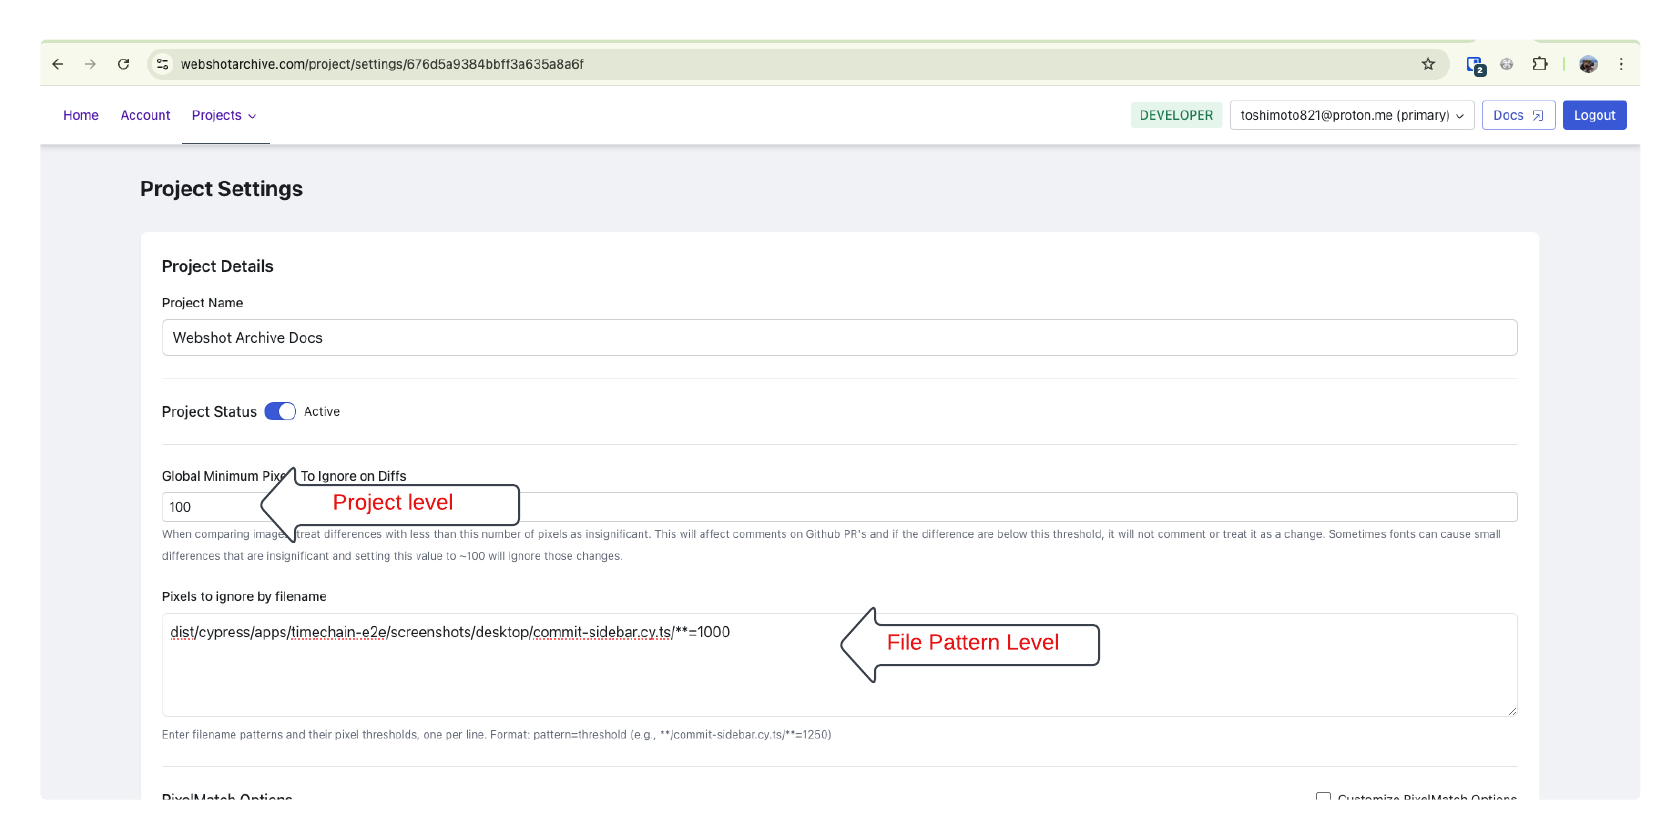 webshotarchive.com/project/settings/676d5a9384bbff3a635a8a6f
2
Home Account Projects DEVELOPER toshimoto821@proton.me (primary) Docs Logout
Project Settings
Project Details
Project Name
Webshot Archive Docs
Project Status Active
Global Minimum Pixe To Ignore on Diffs
100
Project level
When comparing images treat differences with less than this number of pixels as insignificant. This will affect comments on Github PR's and if the difference are below this threshold, it will not comment or treat it as a change. Sometimes fonts can cause small
differences that are insignificant and setting this value to ~100 will ignore those changes.
Pixels to ignore by filename
dist/cypress/apps/timechain-e2e/screenshots/desktop/commit-sidebar.cy.ts/**=1000
File Pattern Level
Enter filename patterns and their pixel thresholds, one per line. Format: pattern=threshold (e.g., **/commit-sidebar.cy.ts/**=1250)
PixelMatch Options Customize PixelMatch Options